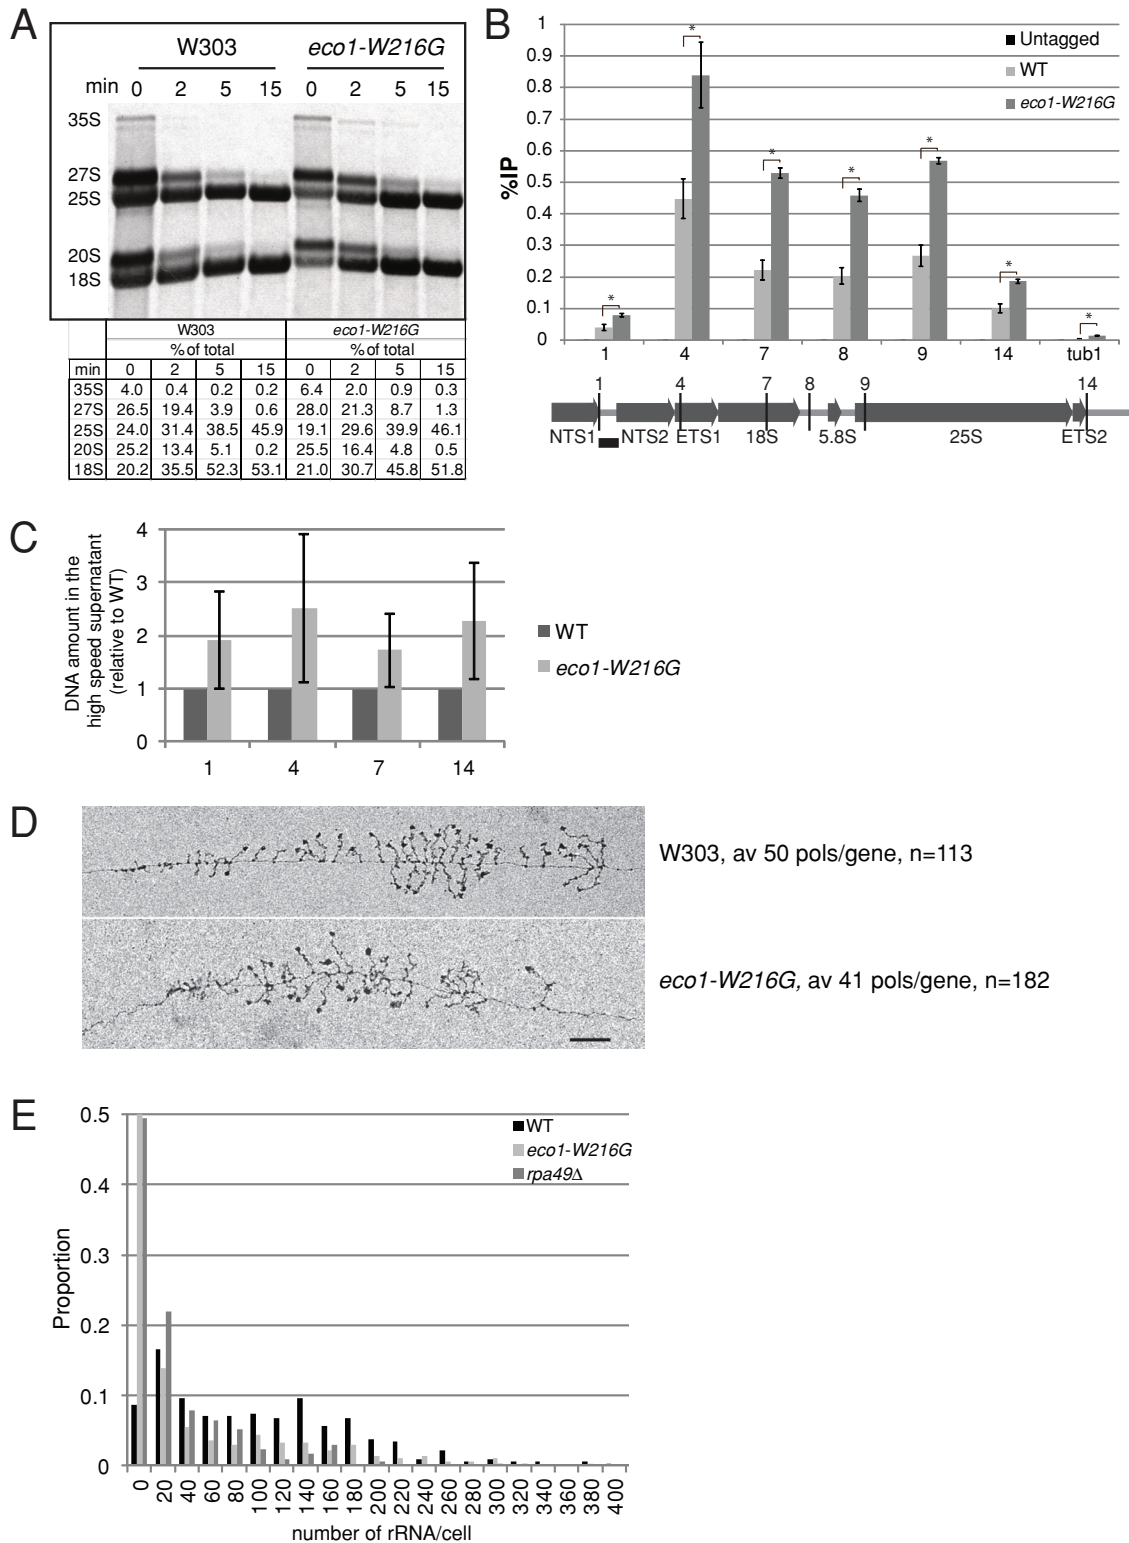 A
W303 eco1-W216G
min 0 2 5 15 0 2 5 15
35S
27S
25S
20S
18S
W303 eco1-W216G
% of total % of total
min 0 2 5 15 0 2 5 15
35S 4.0 0.4 0.2 0.2 6.4 2.0 0.9 0.3
27S 26.5 19.4 3.9 0.6 28.0 21.3 8.7 1.3
25S 24.0 31.4 38.5 45.9 19.1 29.6 39.9 46.1
20S 25.2 13.4 5.1 0.2 25.5 16.4 4.8 0.5
18S 20.2 35.5 52.3 53.1 21.0 30.7 45.8 51.8
B
%IP
1
0.9
0.8
0.7
0.6
0.5
0.4
0.3
0.2
0.1
0
* * * * * * *
Untagged
WT
eco1-W216G
1 4 7 8 9 14 tub1
1 4 7 8 9 14
NTS1 NTS2 ETS1 18S 5.8S 25S ETS2
C
DNA amount in the
high speed supernatant
(relative to WT)
4
3
2
1
0
1 4 7 14
WT
eco1-W216G
D
W303, av 50 pols/gene, n=113
eco1-W216G, av 41 pols/gene, n=182
E
Proportion
0.5
0.4
0.3
0.2
0.1
0
WT
eco1-W216G
rpa49Δ
0 20 40 60 80 100 120 140 160 180 200 220 240 260 280 300 320 340 360 380 400
number of rRNA/cell